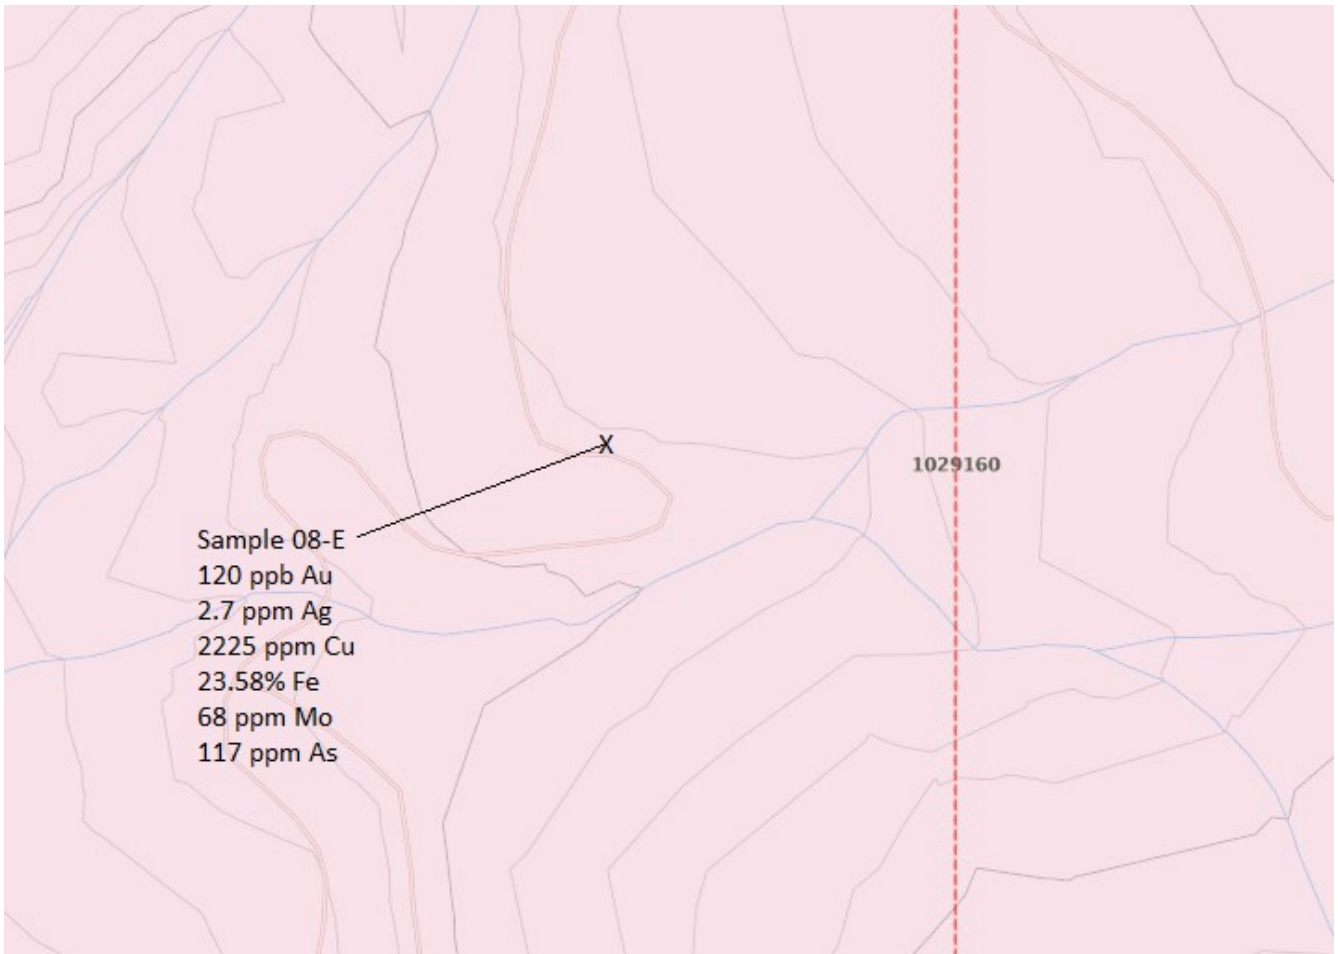 X
1029160
Sample 08-E
120 ppb Au
2.7 ppm Ag
2225 ppm Cu
23.58% Fe
68 ppm Mo
117 ppm As